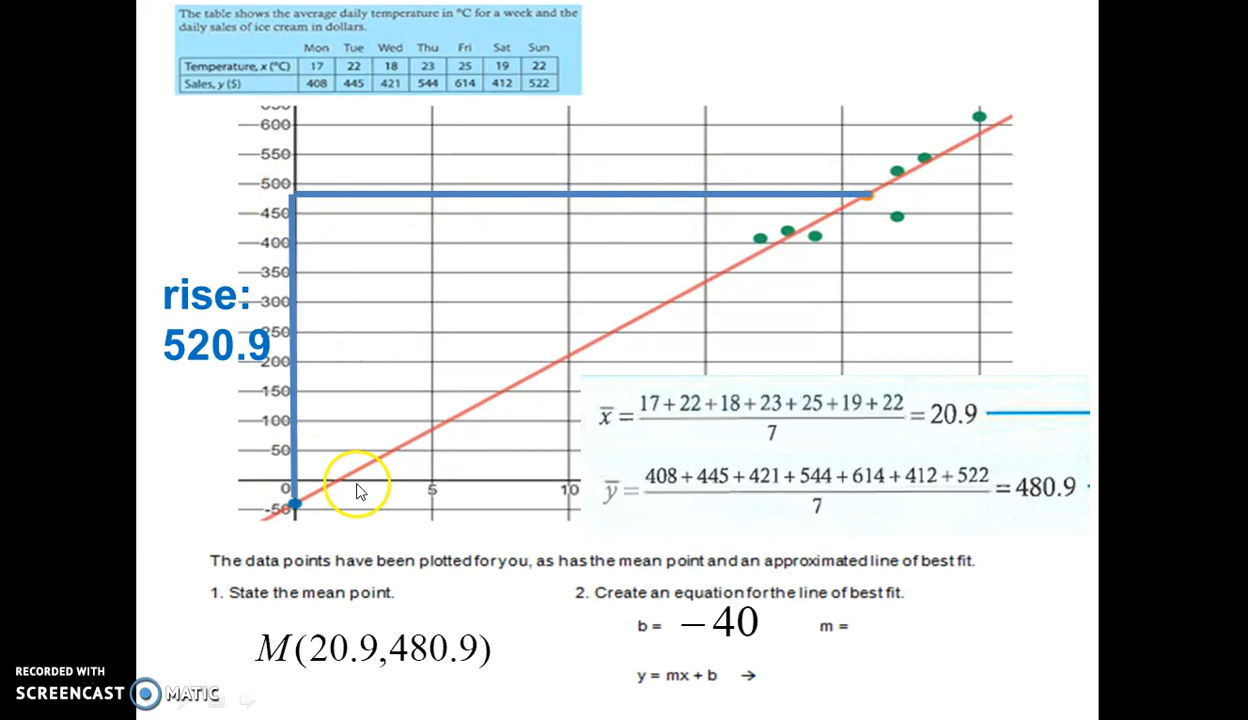 The table shows the average daily temperature in °C for a week and the
daily sales of ice cream in dollars.
Mon Tue Wed Thu Fri Sat Sun
Temperature, x (°C) 17 22 18 23 25 19 22
Sales, y ($) 408 445 421 544 614 412 522
600
550
500
450
400
rise:
350
300
520.9
250
200
150
100
50
0 5 10
-50
x̄ = 17+22+18+23+25+19+22 / 7 = 20.9
ȳ = 408+445+421+544+614+412+522 / 7 = 480.9
The data points have been plotted for you, as has the mean point and an approximated line of best fit.
1. State the mean point.
2. Create an equation for the line of best fit.
b = −40 m =
M(20.9,480.9)
y = mx + b →
RECORDED WITH
SCREENCAST MATIC